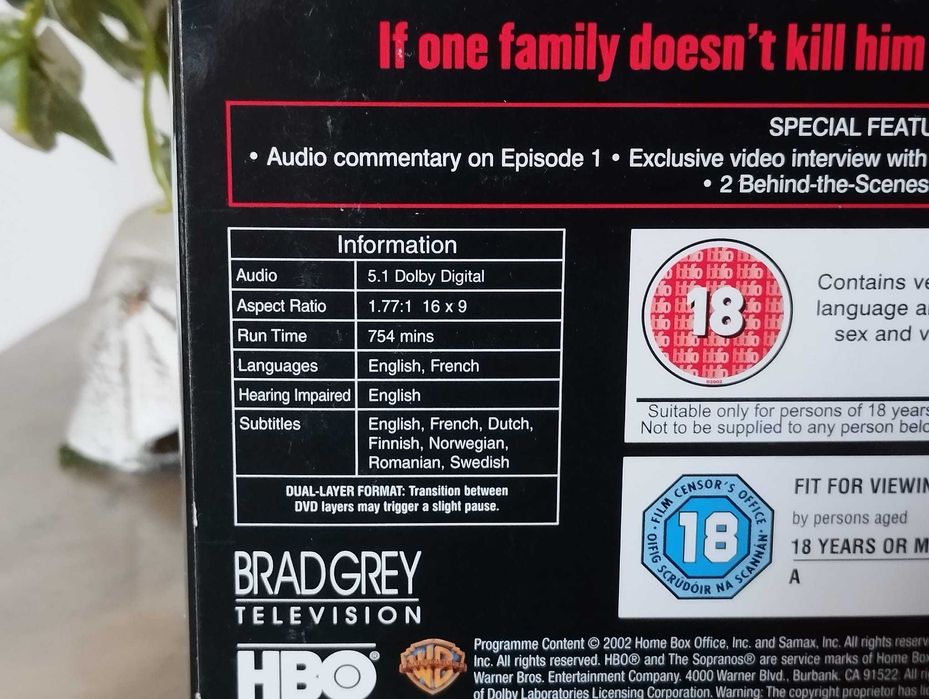 If one family doesn't kill him
SPECIAL FEATU
• Audio commentary on Episode 1 • Exclusive video interview with
• 2 Behind-the-Scenes
Information
Audio 5.1 Dolby Digital
Aspect Ratio 1.77:1 16 x 9
Run Time 754 mins
Languages English, French
Hearing Impaired English
Subtitles English, French, Dutch,
Finnish, Norwegian,
Romanian, Swedish
DUAL-LAYER FORMAT: Transition between
DVD layers may trigger a slight pause.
18
Contains ve
language a
sex and v
Suitable only for persons of 18 years
Not to be supplied to any person belo
FILM CENSOR'S OFFICE
18
OIFIG SCRÚDÓIR NA SCANNÁN
FIT FOR VIEWIN
by persons aged
18 YEARS OR M
A
BRAD GREY
TELEVISION
HBO®
WB
Programme Content © 2002 Home Box Office, Inc. and Samax, Inc. All rights reserv
Inc. All rights reserved. HBO® and The Sopranos® are service marks of Home Box
Warner Bros. Entertainment Company. 4000 Warner Blvd., Burbank. CA 91522. All ri
of Dolby Laboratories Licensing Corporation. Warning: The copyright proprietor has li